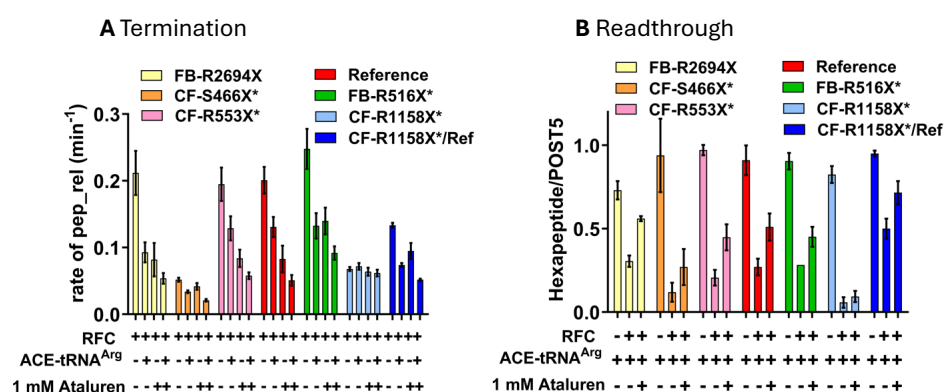 A Termination
FB-R2694X
CF-S466X*
CF-R553X*
Reference
FB-R516X*
CF-R1158X*
CF-R1158X*/Ref
rate of pep_rel (min-1)
0.3
0.2
0.1
0.0
RFC ++++ ++++ ++++ ++++ ++++ ++++ ++++
ACE-tRNAArg -+-+ -+-+ -+-+ -+-+ -+-+ -+-+ -+-+
1 mM Ataluren --++ --++ --++ --++ --++ --++ --++
B Readthrough
FB-R2694X
CF-S466X*
CF-R553X*
Reference
FB-R516X*
CF-R1158X*
CF-R1158X*/Ref
Hexapeptide/POST5
1.0
0.5
0.0
RFC -++ -++ -++ -++ -++ -++ -++
ACE-tRNAArg +++ +++ +++ +++ +++ +++ +++
1 mM Ataluren --+ --+ --+ --+ --+ --+ --+